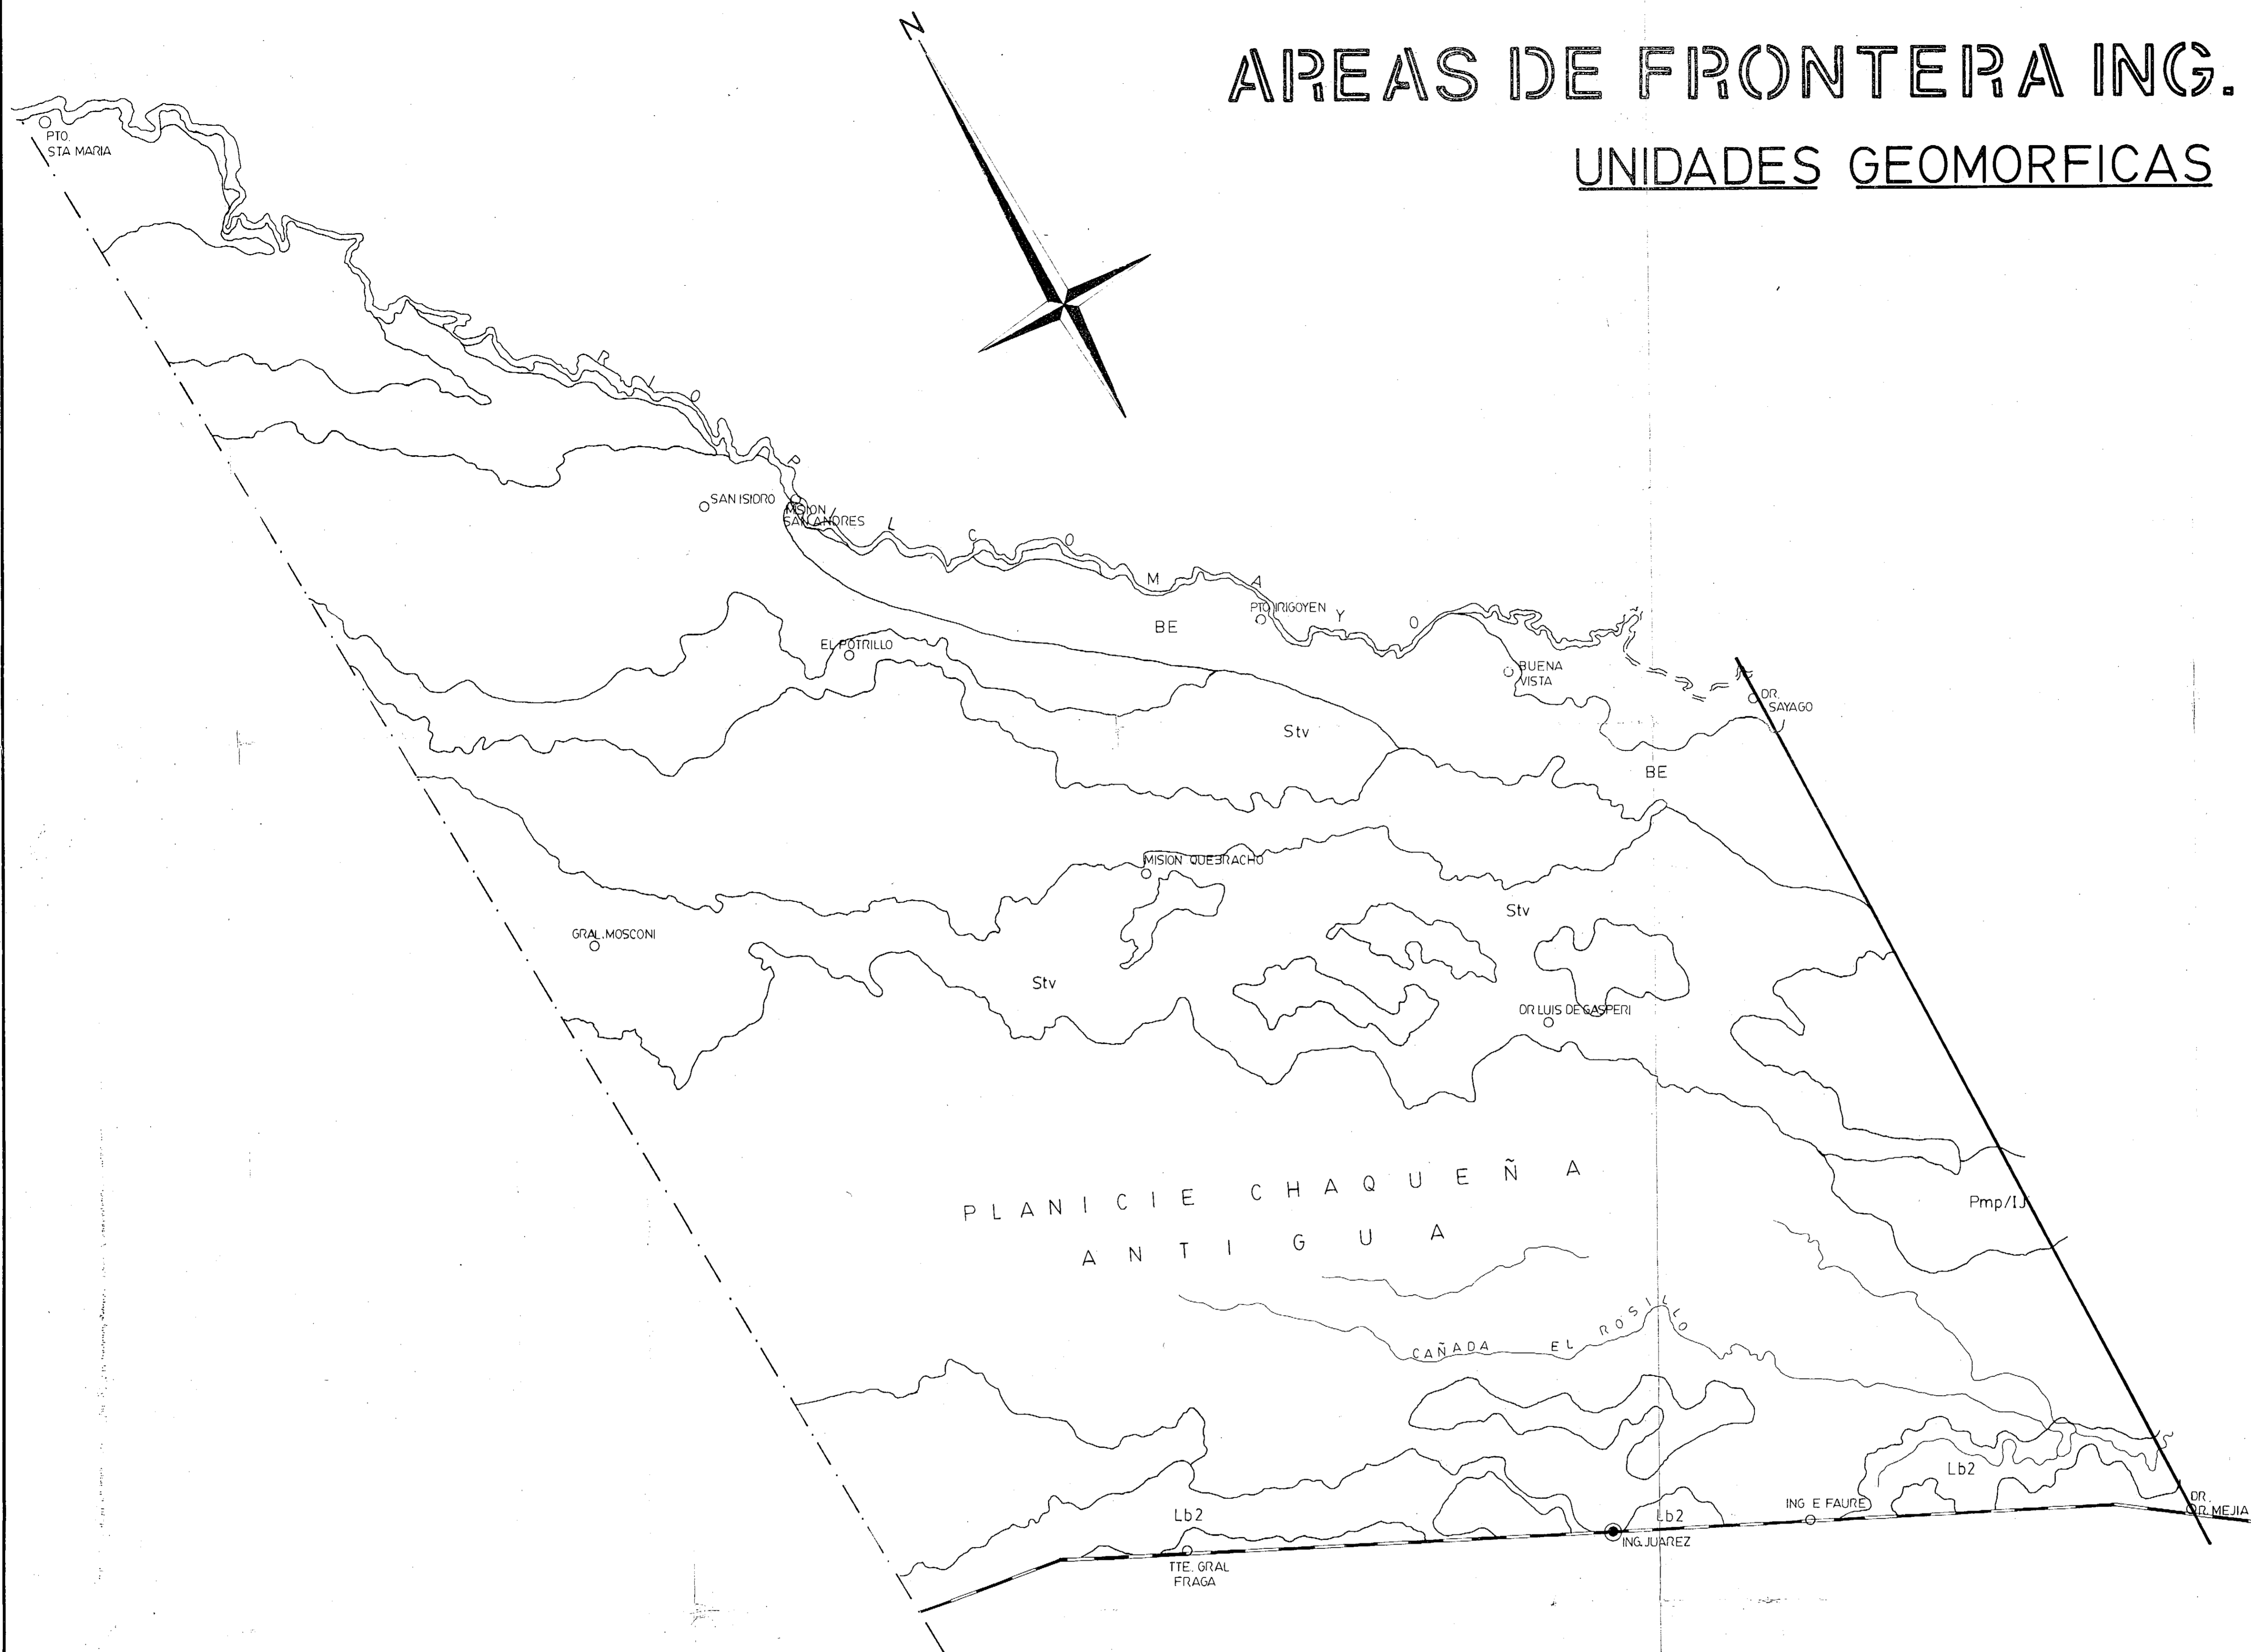 N
AREAS DE FRONTERA ING.
UNIDADES GEOMORFICAS
PTO.
STA MARIA
RIO PILCOMAYO
SAN ISIDRO
MISION
SAN ANDRES
PTO IRIGOYEN
BE
EL POTRILLO
BUENA
VISTA
DR.
SAYAGO
Stv
BE
MISION QUEBRACHO
Stv
GRAL. MOSCONI
Stv
DR LUIS DE GASPERI
PLANICIE CHAQUEÑA
ANTIGUA
Pmp/IJ
CAÑADA EL ROSILLO
Lb2
Lb2
Lb2
ING E FAURE
DR.
R. MEJIA
ING. JUAREZ
TTE. GRAL
FRAGA